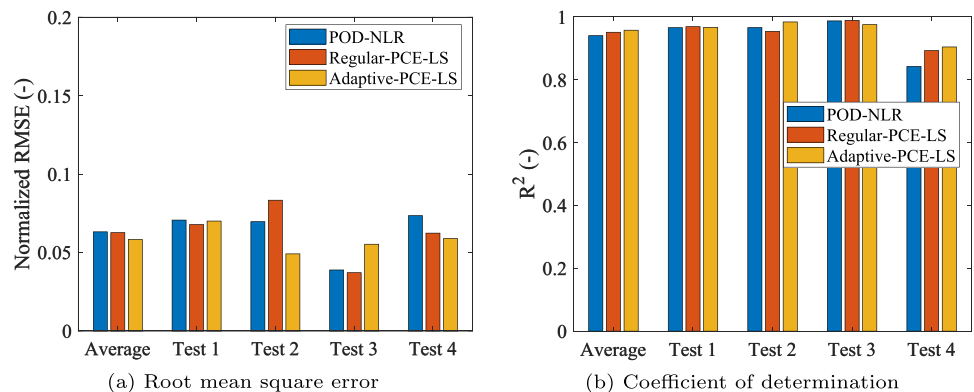 0.2
0.15
0.1
0.05
0
Normalized RMSE (-)
POD-NLR
Regular-PCE-LS
Adaptive-PCE-LS
Average Test 1 Test 2 Test 3 Test 4
(a) Root mean square error
1
0.8
0.6
0.4
0.2
0
R² (-)
POD-NLR
Regular-PCE-LS
Adaptive-PCE-LS
Average Test 1 Test 2 Test 3 Test 4
(b) Coefficient of determination